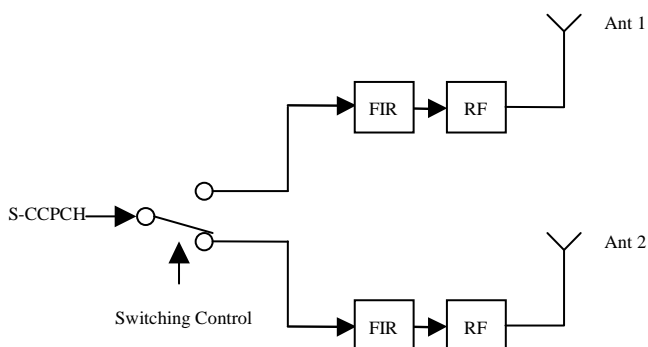 Ant 1
FIR
RF
S-CCPCH
Ant 2
Switching Control
FIR
RF